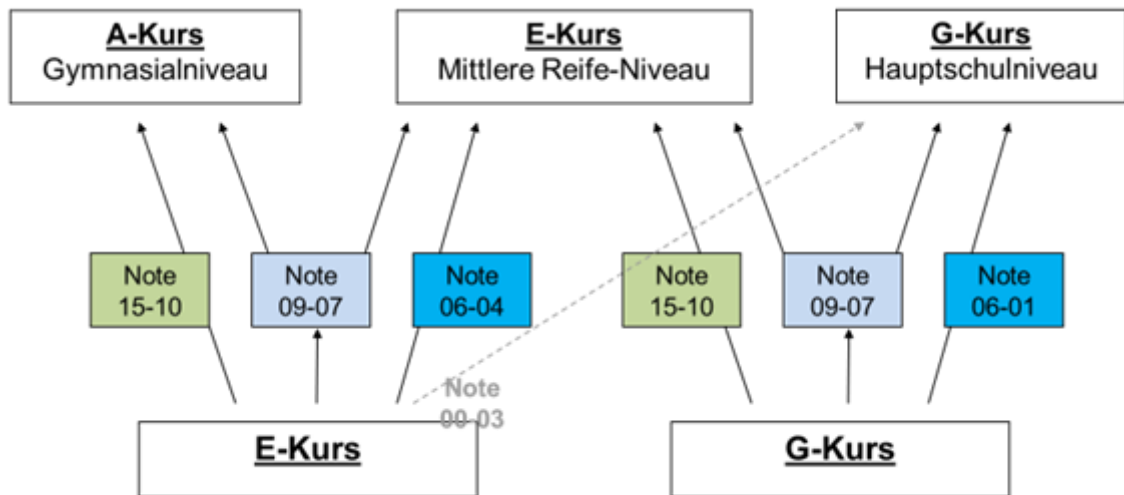 A-Kurs
Gymnasialniveau
E-Kurs
Mittlere Reife-Niveau
G-Kurs
Hauptschulniveau
Note
15-10
Note
09-07
Note
06-04
Note
15-10
Note
09-07
Note
06-01
Note
00-03
E-Kurs
G-Kurs